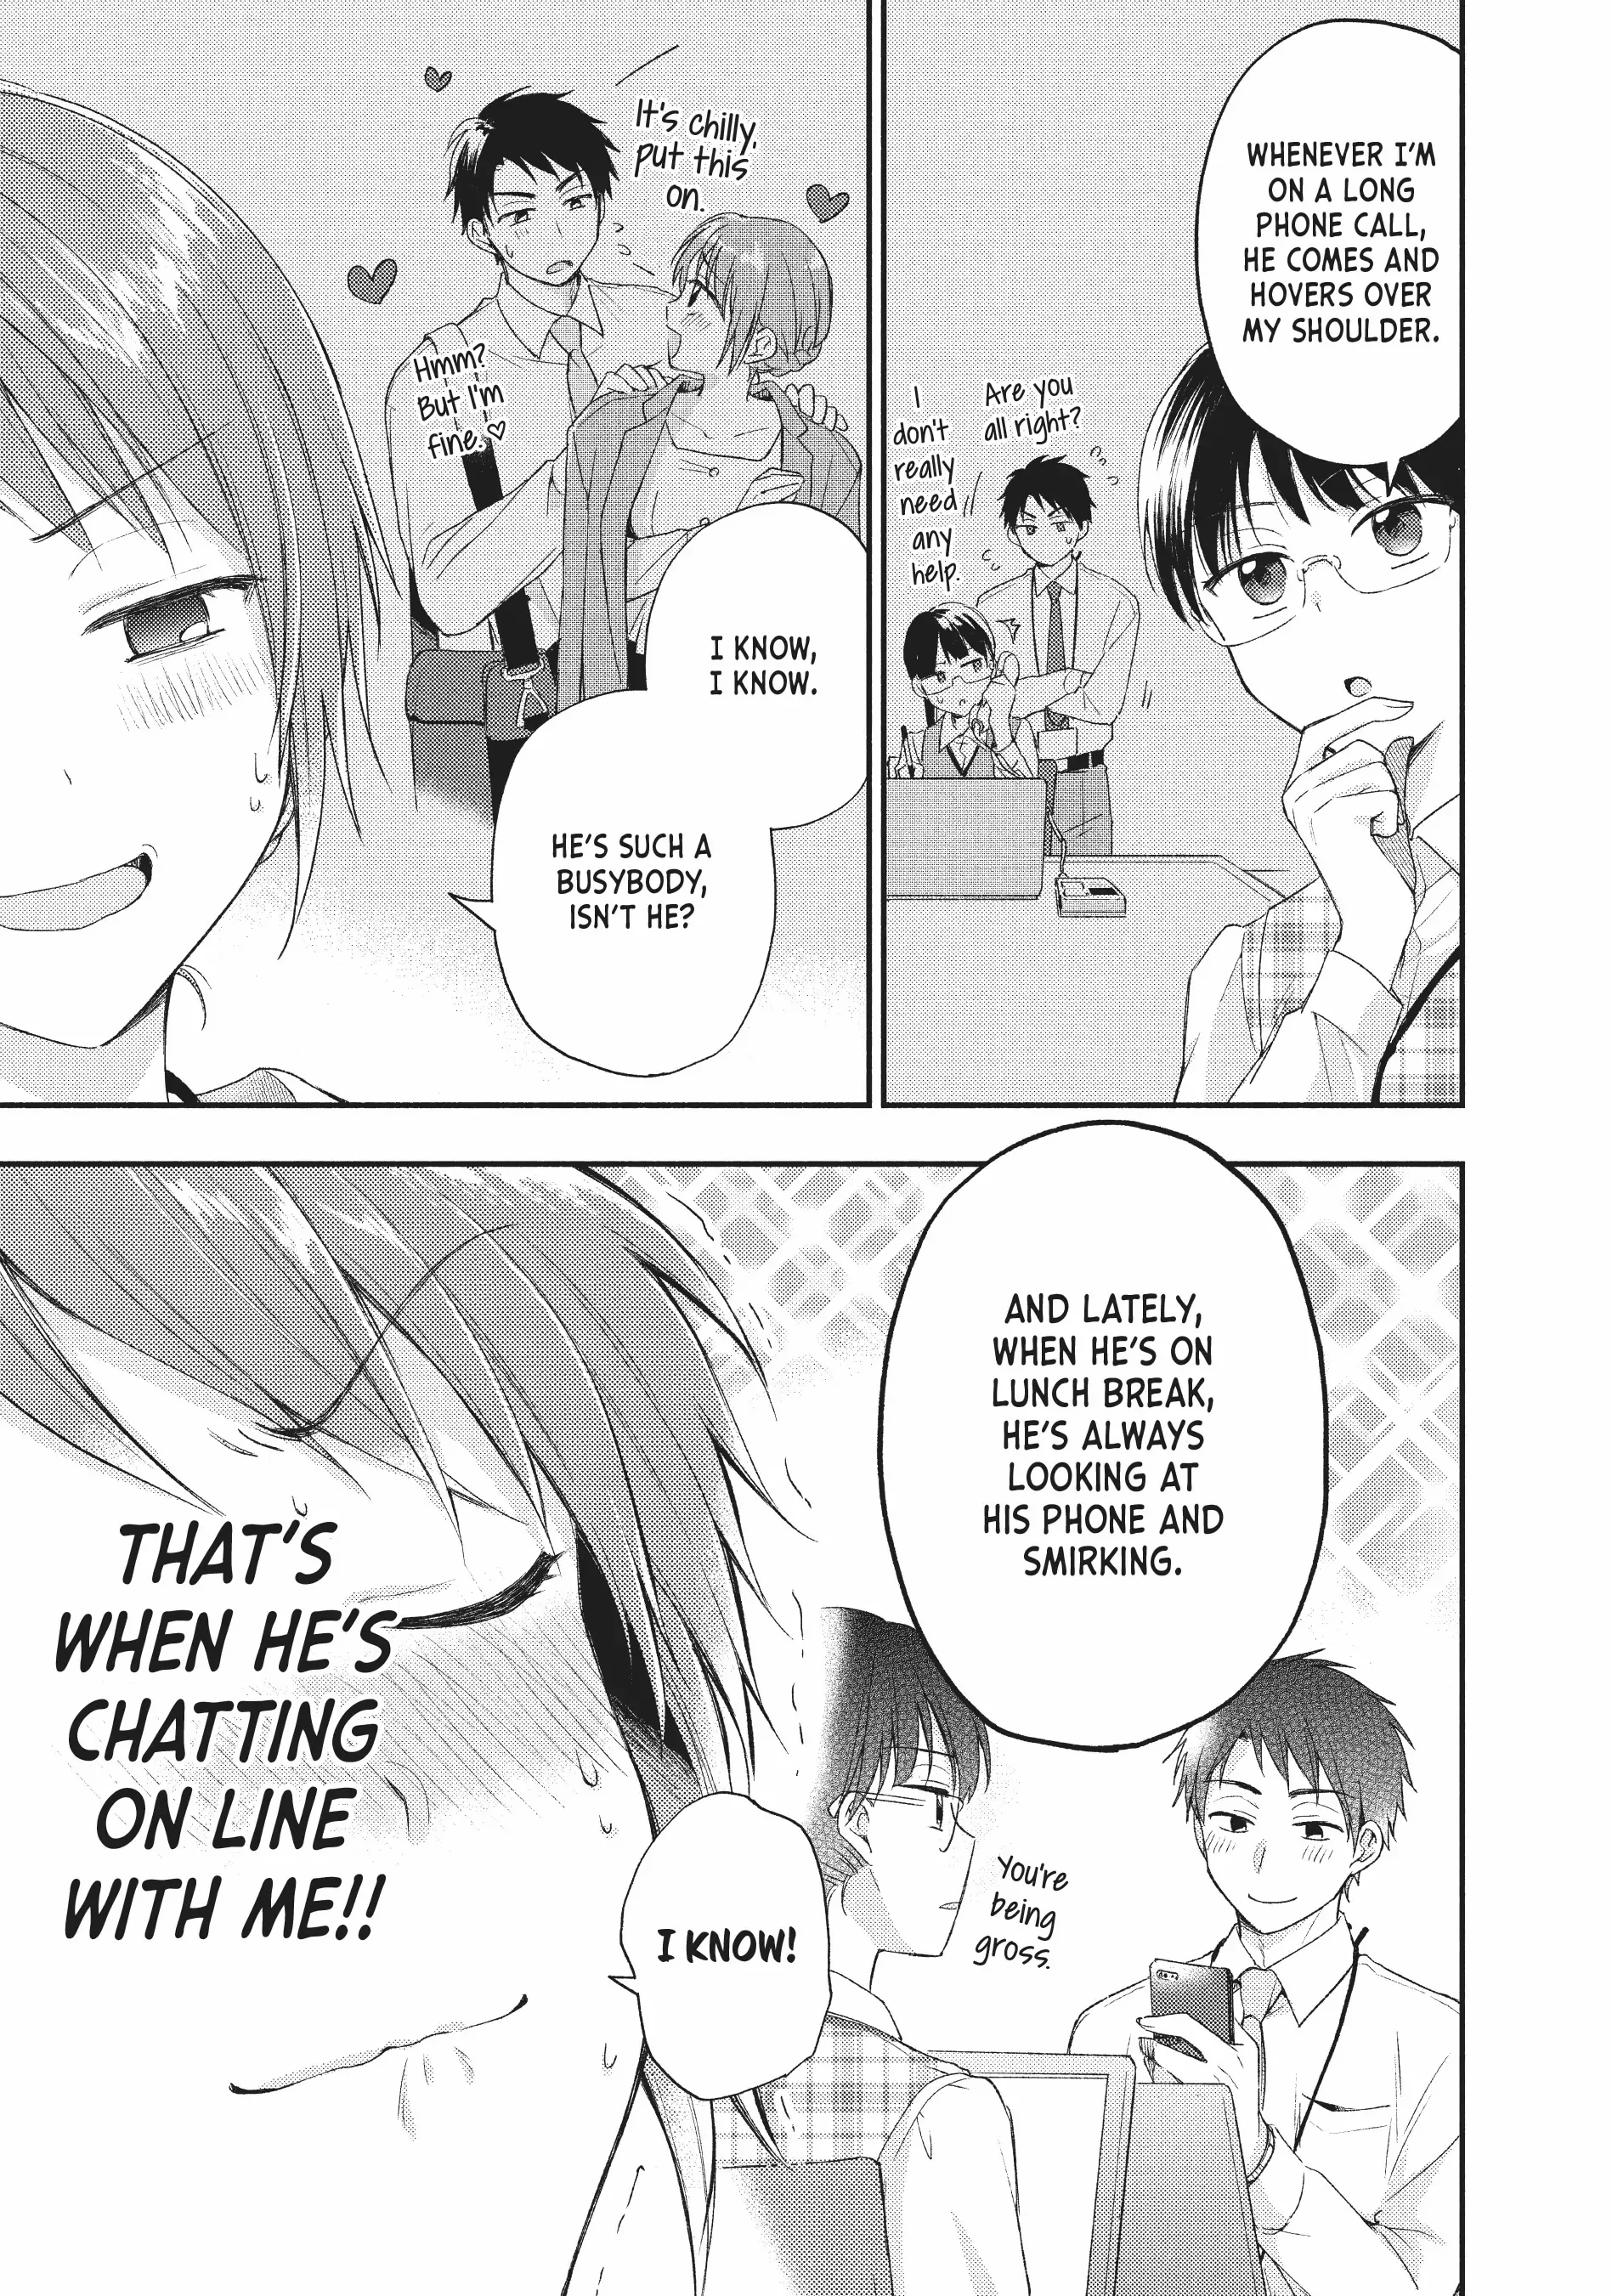 WHENEVER I'M
ON A LONG
PHONE CALL,
HE COMES AND
HOVERS OVER
MY SHOULDER.
Are you
all right?
I
don't
really
need
any
help.
It's chilly,
put this
on.
Hmm?
But I'm
fine.♡
I KNOW,
I KNOW.
HE'S SUCH A
BUSYBODY,
ISN'T HE?
AND LATELY,
WHEN HE'S ON
LUNCH BREAK,
HE'S ALWAYS
LOOKING AT
HIS PHONE AND
SMIRKING.
You're
being
gross.
I KNOW!
THAT'S
WHEN HE'S
CHATTING
ON LINE
WITH ME!!